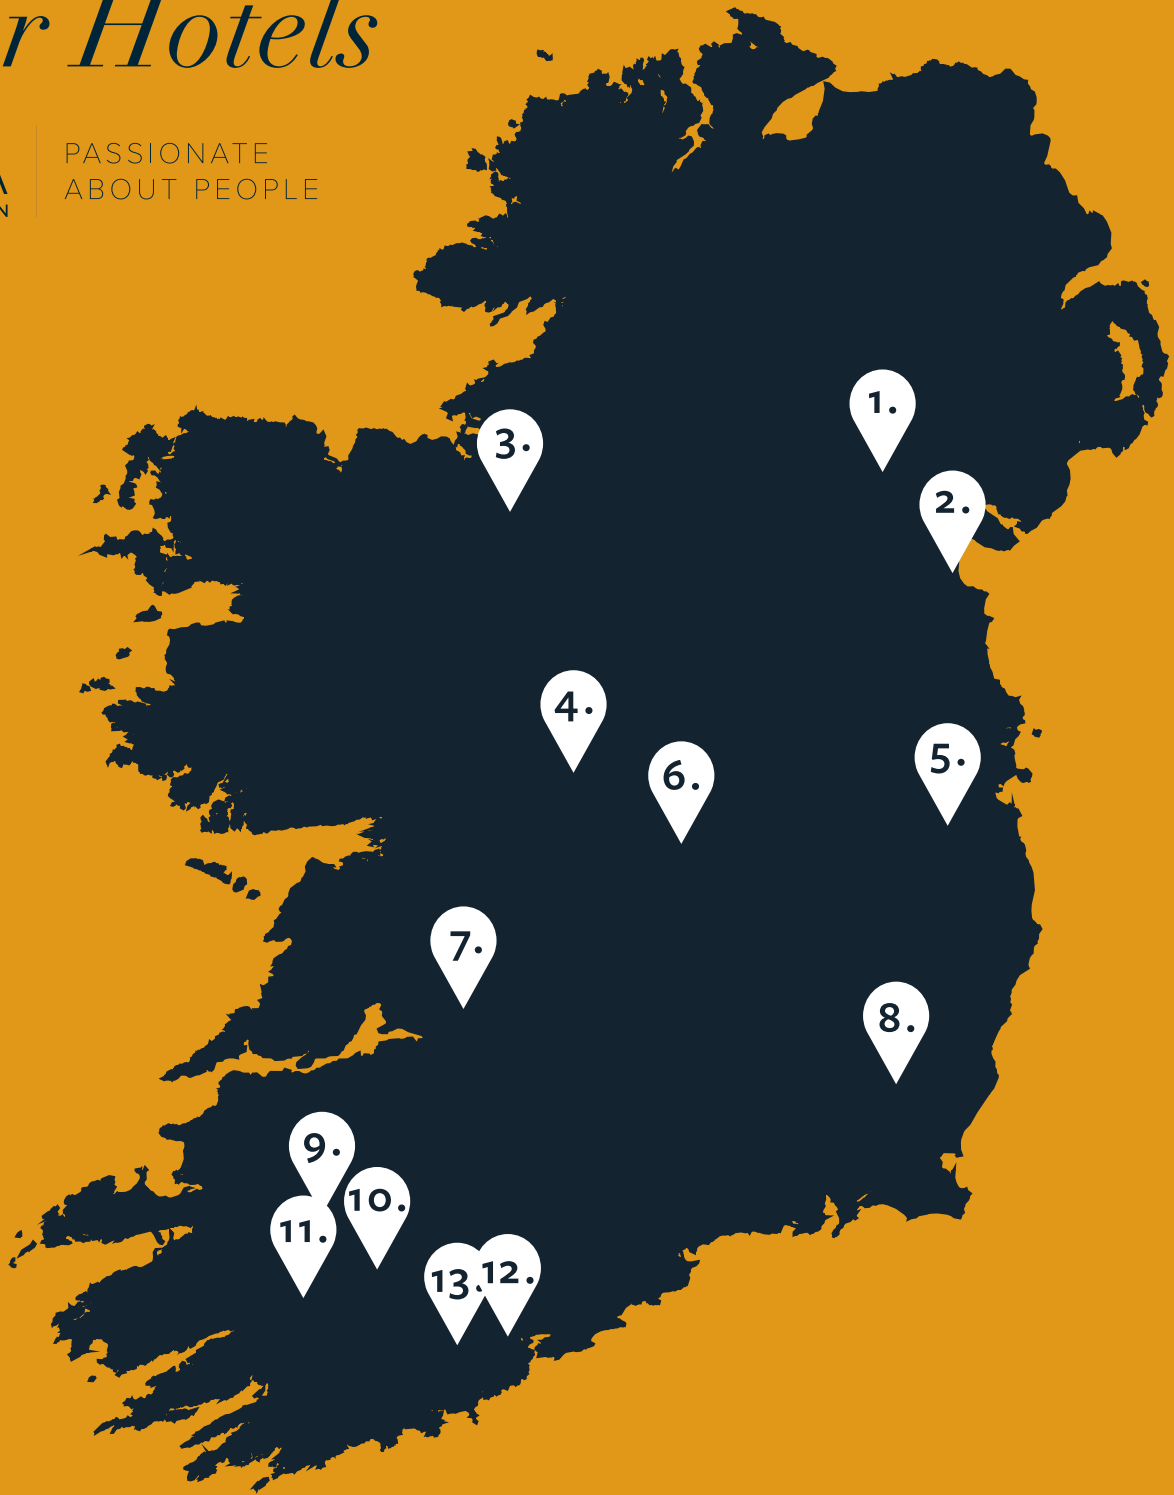 r Hotels
PASSIONATE
ABOUT PEOPLE
A
N
1.
2.
3.
4.
5.
6.
7.
8.
9.
10.
11.
12.
13.